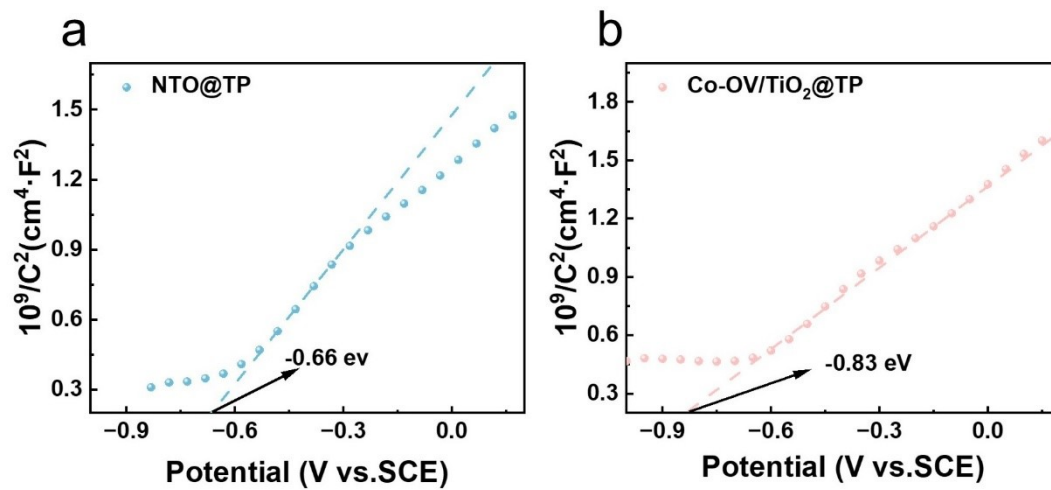 a
NTO@TP
1.5
1.2
0.9
0.6
0.3
10⁹/C²(cm⁴·F²)
-0.66 ev
−0.9 −0.6 −0.3 0.0
Potential (V vs.SCE)
b
Co-OV/TiO₂@TP
1.8
1.5
1.2
0.9
0.6
0.3
10⁹/C²(cm⁴·F²)
-0.83 eV
−0.9 −0.6 −0.3 0.0
Potential (V vs.SCE)